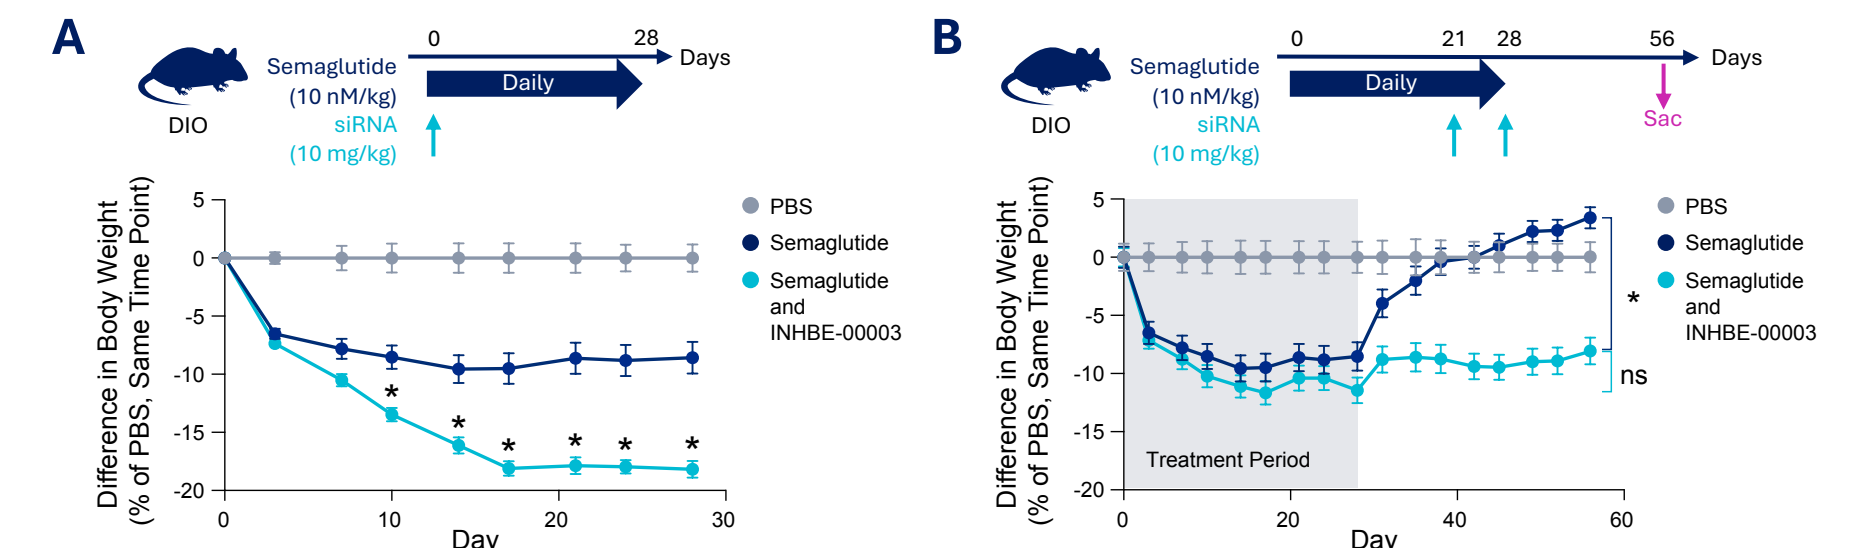 A
0
28
Days
Semaglutide
(10 nM/kg)
Daily
DIO
siRNA
(10 mg/kg)
Difference in Body Weight
(% of PBS, Same Time Point)
5
0
-5
-10
-15
-20
*
*
*
*
*
*
0
10
20
30
Day
PBS
Semaglutide
Semaglutide
and
INHBE-00003
B
0
21
28
56
Days
Semaglutide
(10 nM/kg)
Daily
DIO
siRNA
(10 mg/kg)
Sac
Difference in Body Weight
(% of PBS, Same Time Point)
5
0
-5
-10
-15
-20
Treatment Period
0
20
40
60
Day
*
ns
PBS
Semaglutide
Semaglutide
and
INHBE-00003